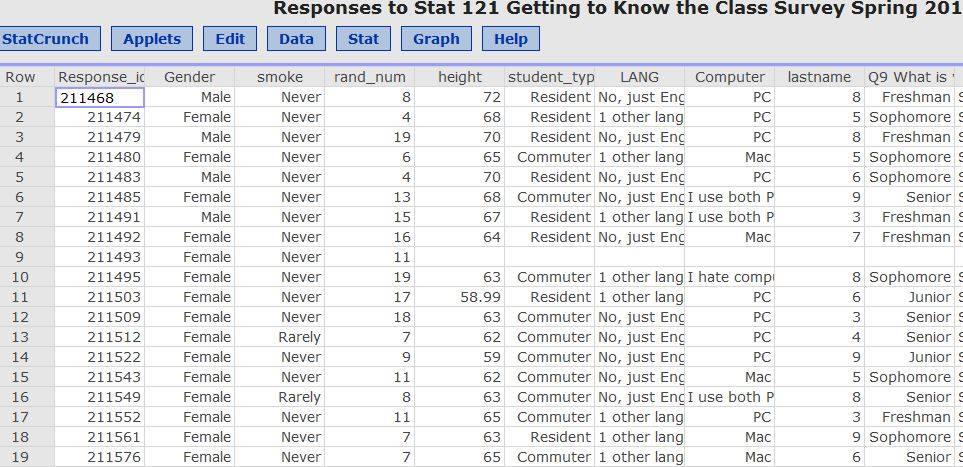 Responses to Stat 121 Getting to Know the Class Survey Spring 201
StatCrunch Applets Edit Data Stat Graph Help
Row Response_id Gender smoke rand_num height student_typ LANG Computer lastname Q9 What is
1 211468 Male Never 8 72 Resident No, just Eng PC 8 Freshman S
2 211474 Female Never 4 68 Resident 1 other lang PC 5 Sophomore S
3 211479 Male Never 19 70 Resident No, just Eng PC 8 Freshman S
4 211480 Female Never 6 65 Commuter 1 other lang Mac 5 Sophomore S
5 211483 Male Never 4 70 Resident No, just Eng PC 6 Sophomore S
6 211485 Female Never 13 68 Commuter No, just Eng I use both P 9 Senior S
7 211491 Male Never 15 67 Resident 1 other lang I use both P 3 Freshman S
8 211492 Female Never 16 64 Resident No, just Eng Mac 7 Freshman S
9 211493 Female Never 11
10 211495 Female Never 19 63 Commuter 1 other lang I hate compu 8 Sophomore S
11 211503 Female Never 17 58.99 Resident 1 other lang PC 6 Junior S
12 211509 Female Never 18 63 Commuter No, just Eng PC 3 Senior S
13 211512 Female Rarely 7 62 Commuter No, just Eng PC 4 Senior S
14 211522 Female Never 9 59 Commuter No, just Eng PC 9 Junior S
15 211543 Female Never 11 62 Commuter No, just Eng Mac 5 Sophomore S
16 211549 Female Rarely 8 63 Commuter No, just Eng I use both P 8 Senior S
17 211552 Female Never 11 65 Commuter 1 other lang PC 3 Freshman S
18 211561 Female Never 7 63 Resident 1 other lang Mac 9 Sophomore S
19 211576 Female Never 7 65 Commuter 1 other lang Mac 6 Senior S